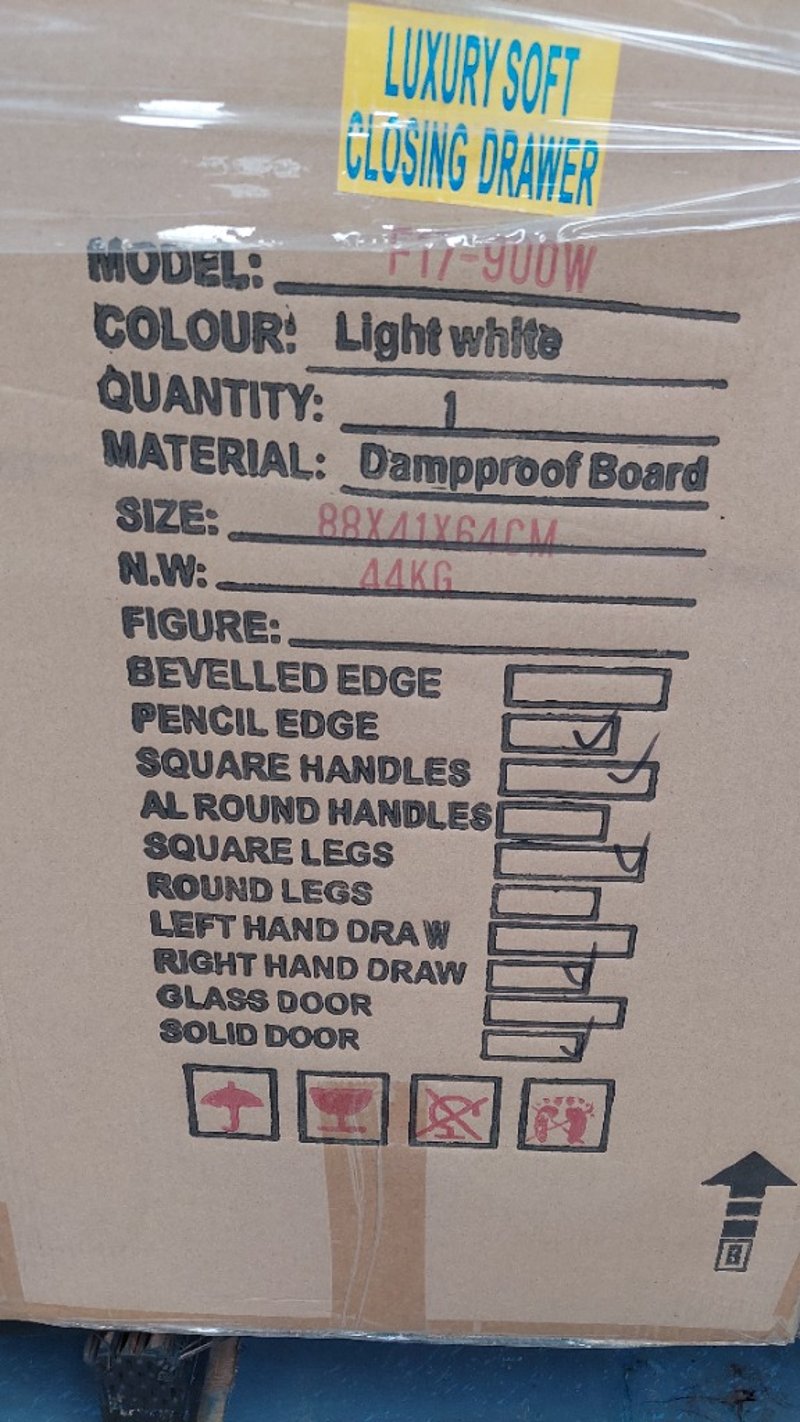 LUXURY SOFT
CLOSING DRAWER
MODEL: F17-900W
COLOUR: Light white
QUANTITY: 1
MATERIAL: Dampproof Board
SIZE: 88X41X64CM
N.W: 44KG
FIGURE:
BEVELLED EDGE
PENCIL EDGE
SQUARE HANDLES
AL ROUND HANDLES
SQUARE LEGS
ROUND LEGS
LEFT HAND DRAW
RIGHT HAND DRAW
GLASS DOOR
SOLID DOOR